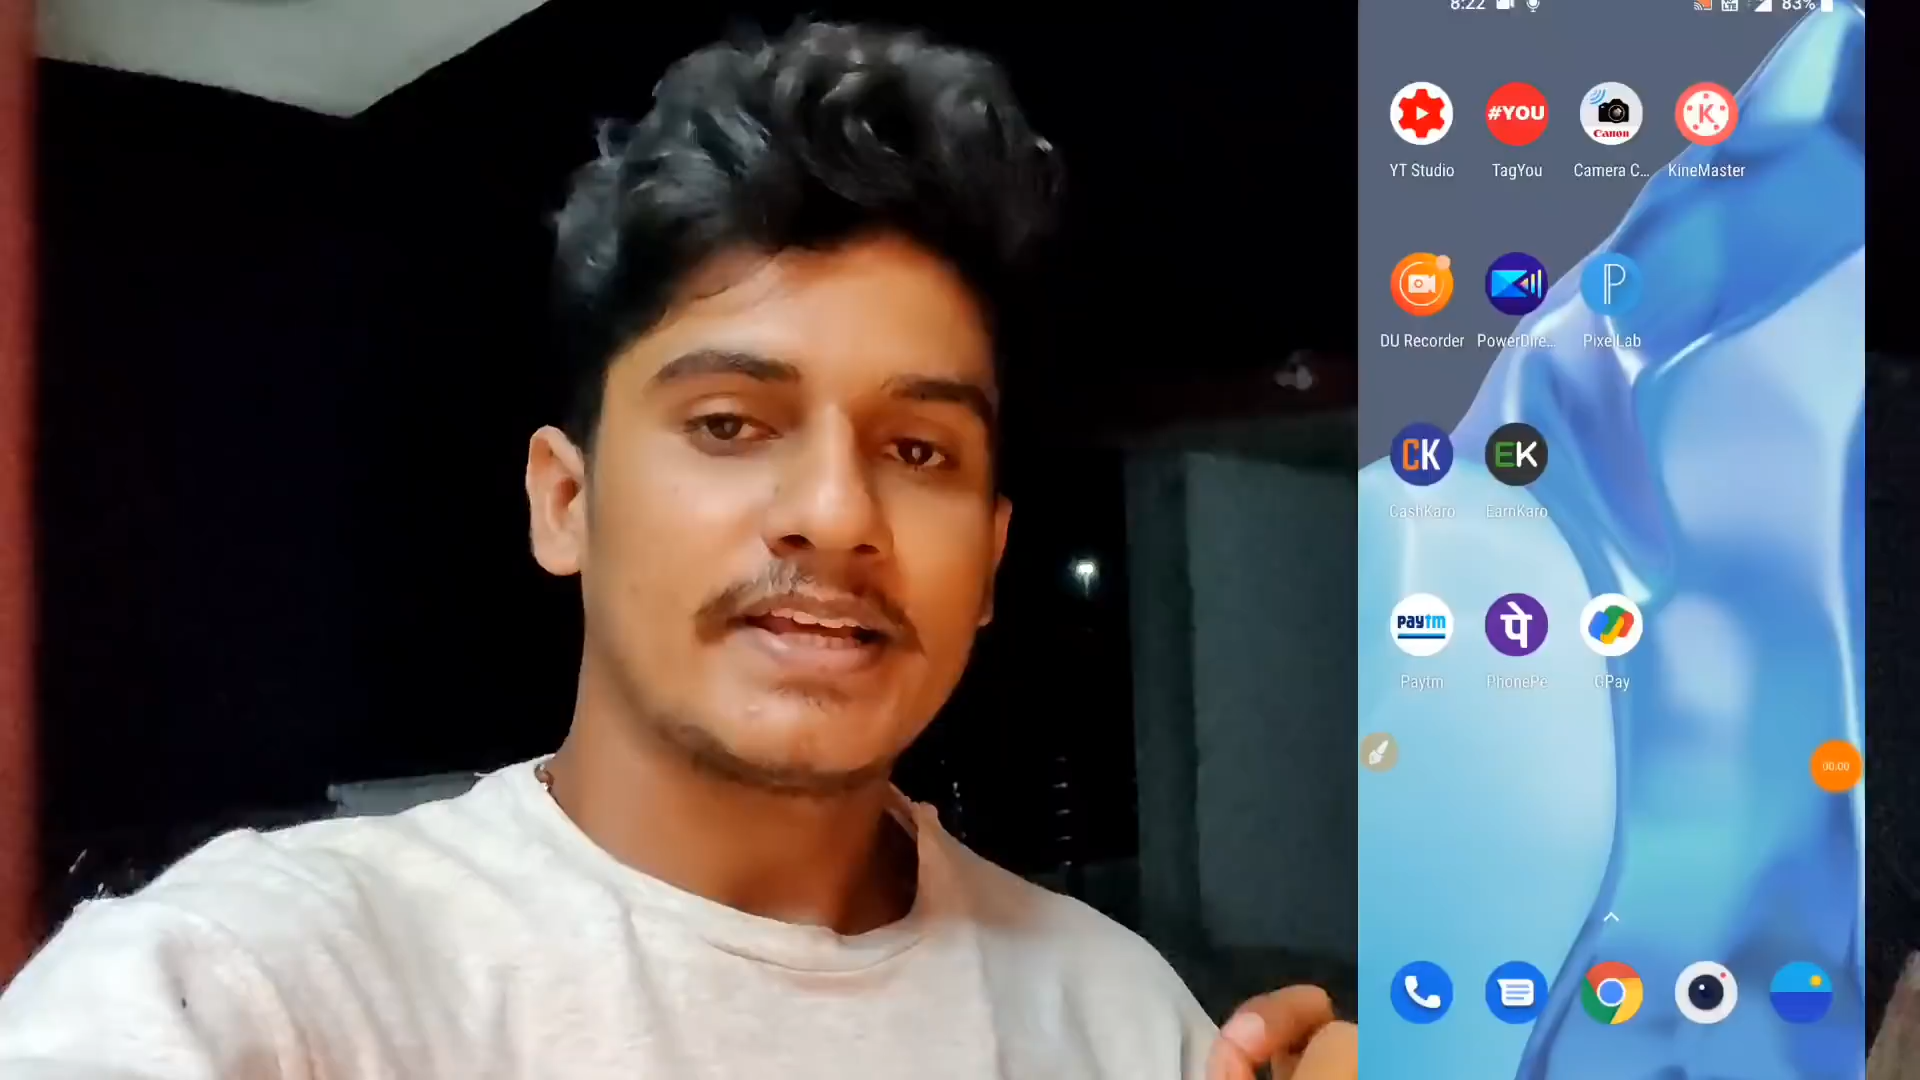 8:22 83%
#YOU Canon K
YT Studio TagYou Camera C... KineMaster
P
DU Recorder PowerDire... PixelLab
CK EK
CashKaro EarnKaro
paytm पे
Paytm PhonePe GPay
00:00